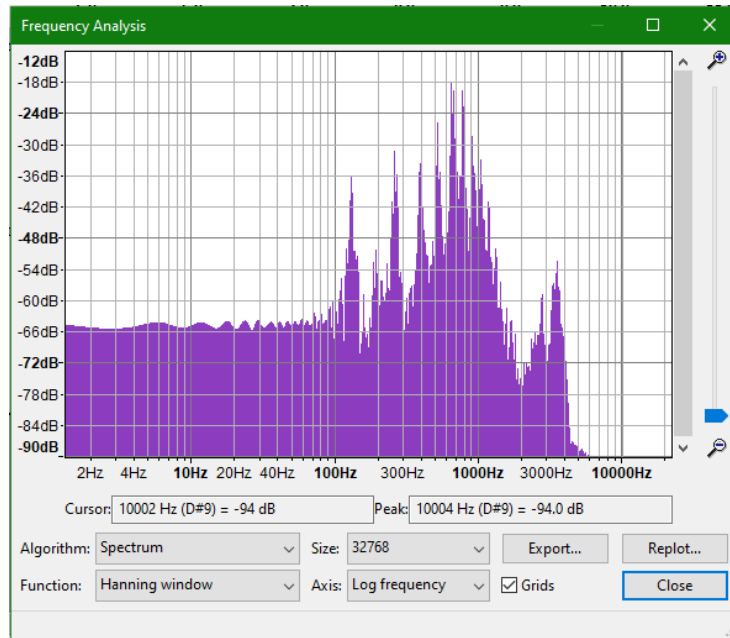 Frequency Analysis
-12dB
-18dB
-24dB
-30dB
-36dB
-42dB
-48dB
-54dB
-60dB
-66dB
-72dB
-78dB
-84dB
-90dB
2Hz 4Hz 10Hz 20Hz 40Hz 100Hz 300Hz 1000Hz 3000Hz 10000Hz
Cursor: 10002 Hz (D#9) = -94 dB Peak: 10004 Hz (D#9) = -94.0 dB
Algorithm: Spectrum Size: 32768 Export... Replot...
Function: Hanning window Axis: Log frequency Grids Close